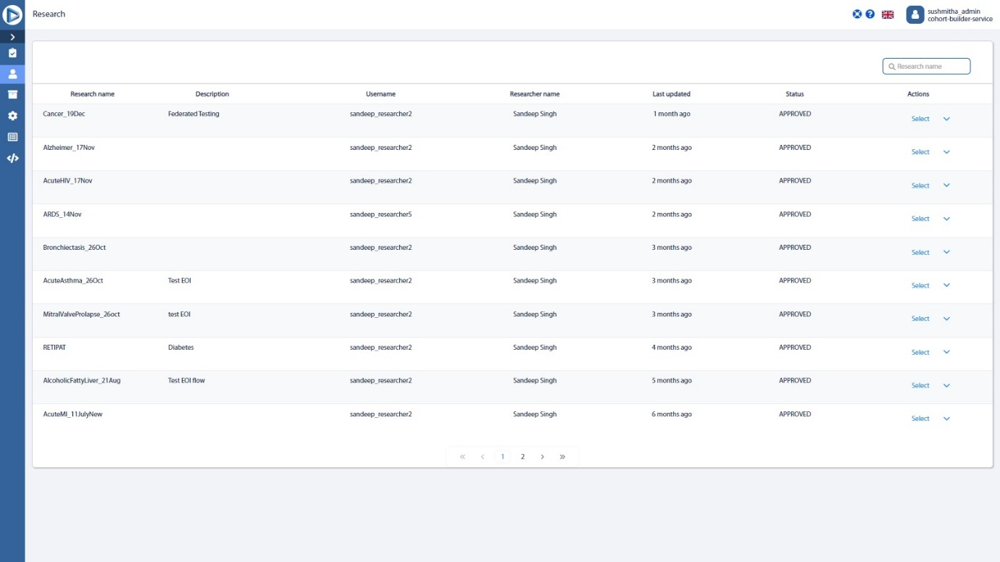 Research
sushmitha_admin
cohort-builder-service
Research name
Research name Description Username Researcher name Last updated Status Actions
Cancer_19Dec Federated Testing sandeep_researcher2 Sandeep Singh 1 month ago APPROVED Select
Alzheimer_17Nov sandeep_researcher2 Sandeep Singh 2 months ago APPROVED Select
AcuteHIV_17Nov sandeep_researcher2 Sandeep Singh 2 months ago APPROVED Select
ARDS_14Nov sandeep_researcher5 Sandeep Singh 2 months ago APPROVED Select
Bronchiectasis_26Oct sandeep_researcher2 Sandeep Singh 3 months ago APPROVED Select
AcuteAsthma_26Oct Test EOI sandeep_researcher2 Sandeep Singh 3 months ago APPROVED Select
MitralValveProlapse_26oct test EOI sandeep_researcher2 Sandeep Singh 3 months ago APPROVED Select
RETIPAT Diabetes sandeep_researcher2 Sandeep Singh 4 months ago APPROVED Select
AlcoholicFattyLiver_21Aug Test EOI flow sandeep_researcher2 Sandeep Singh 5 months ago APPROVED Select
AcuteMI_11JulyNew sandeep_researcher2 Sandeep Singh 6 months ago APPROVED Select
« ‹ 1 2 › »